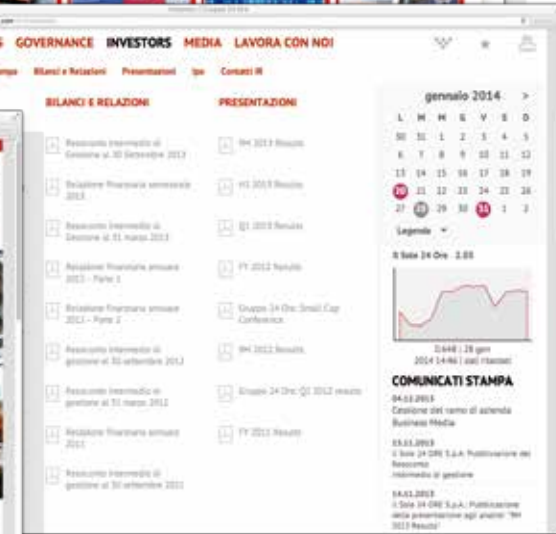 GOVERNANCE INVESTORS MEDIA LAVORA CON NOI
Bilanci e Relazioni Presentazioni Ipo Contatti IR
BILANCI E RELAZIONI
Resoconto intermedio di
Gestione al 30 Settembre 2013
Relazione finanziaria semestrale
2013
Resoconto intermedio di
Gestione al 31 marzo 2013
Relazione finanziaria annuale
2012 - Parte 1
Relazione finanziaria annuale
2012 - Parte 2
Resoconto intermedio di
gestione al 30 settembre 2012
Resoconto intermedio di
gestione al 31 marzo 2012
Relazione finanziaria annuale
2011
Resoconto intermedio di
gestione al 30 settembre 2011
PRESENTAZIONI
9M 2013 Results
H1 2013 Results
Q1 2013 Results
FY 2012 Results
Gruppo 24 Ore: Small Cap
Conference
9M 2012 Results
Gruppo 24 Ore: Q1 2012 results
FY 2011 Results
gennaio 2014 >
L M M G V S D
30 31 1 2 3 4 5
6 7 8 9 10 11 12
13 14 15 16 17 18 19
20 21 22 23 24 25 26
27 28 29 30 31 1 2
Legenda
Il Sole 24 Ore
0.648 | 28 gen
2014 14:46 | dati ritardati
COMUNICATI STAMPA
Cessione del ramo di azienda
Business Media
Il Sole 24 ORE S.p.A: Pubblicazione del
Resoconto
intermedio di gestione
14.11.2013
Il Sole 24 ORE S.p.A.: Pubblicazione
della presentazione agli analisti "9M
2013 Results"